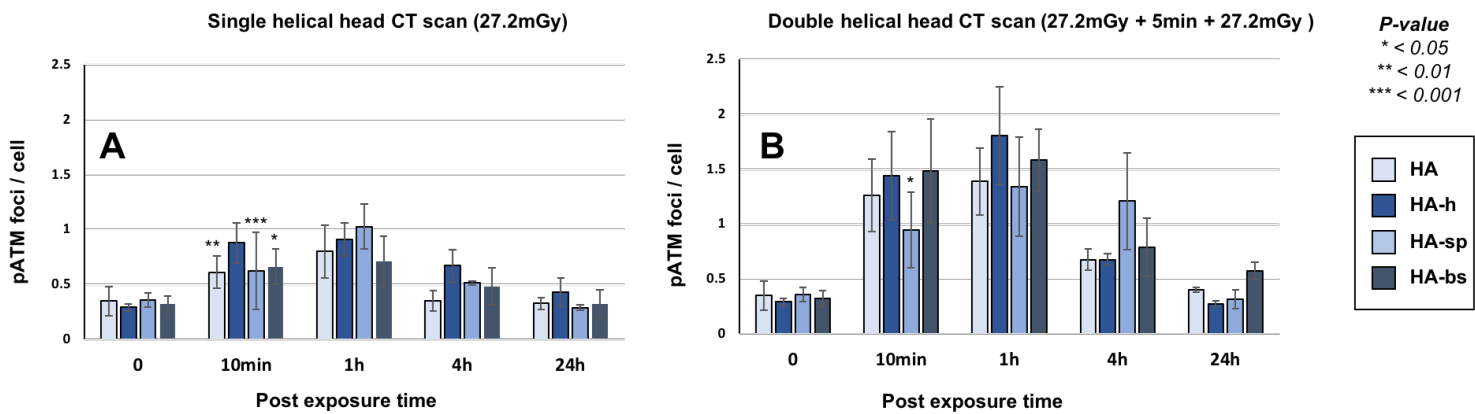 Single helical head CT scan (27.2mGy)
2.5
2
1.5
1
0.5
0
pATM foci / cell
A
**
***
*
0 10min 1h 4h 24h
Post exposure time
Double helical head CT scan (27.2mGy + 5min + 27.2mGy )
2.5
2
1.5
1
0.5
0
pATM foci / cell
B
*
0 10min 1h 4h 24h
Post exposure time
P-value
* < 0.05
** < 0.01
*** < 0.001
HA
HA-h
HA-sp
HA-bs